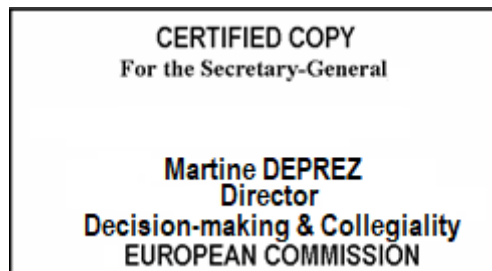 CERTIFIED COPY
For the Secretary-General
Martine DEPREZ
Director
Decision-making & Collegiality
EUROPEAN COMMISSION